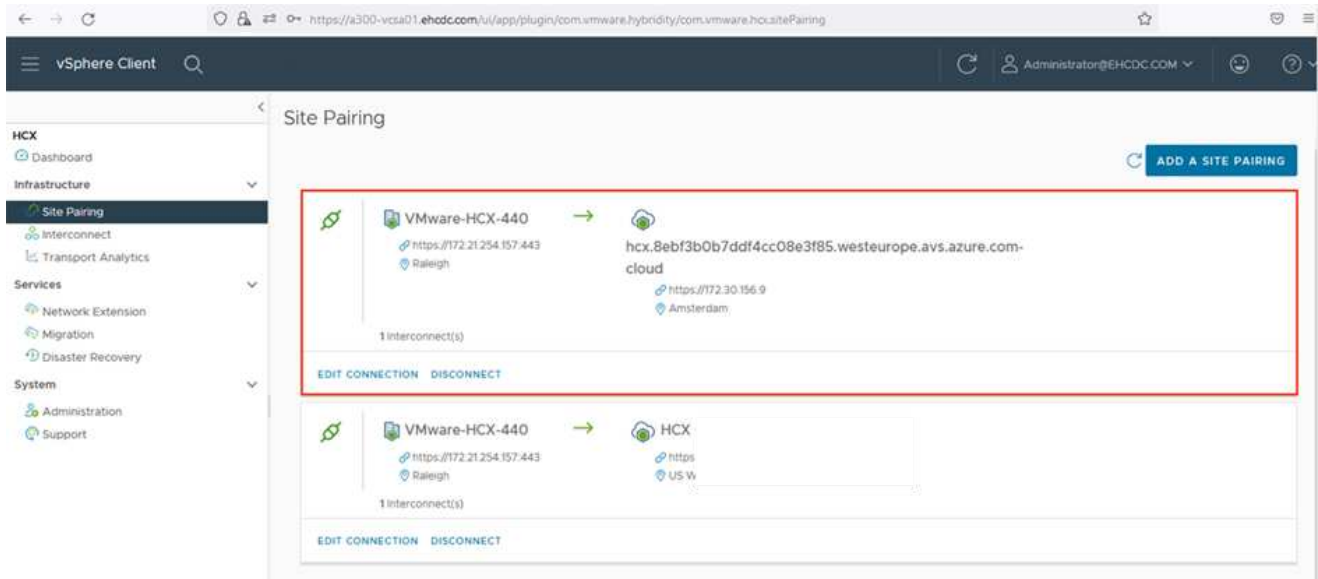 https://a300-vcsa01.ehcdc.com/ui/app/plugin/com.vmware.hybridity/com.vmware.hcx.sitePairing
vSphere Client
Administrator@EHCDC.COM
Site Pairing
ADD A SITE PAIRING
HCX
Dashboard
Infrastructure
Site Pairing
Interconnect
Transport Analytics
Services
Network Extension
Migration
Disaster Recovery
System
Administration
Support
VMware-HCX-440
https://172.21.254.157:443
Raleigh
hcx.8ebf3b0b7ddf4cc08e3f85.westeurope.avs.azure.com-
cloud
https://172.30.156.9
Amsterdam
1 Interconnect(s)
EDIT CONNECTION DISCONNECT
VMware-HCX-440
https://172.21.254.157:443
Raleigh
HCX
https
US
1 Interconnect(s)
EDIT CONNECTION DISCONNECT